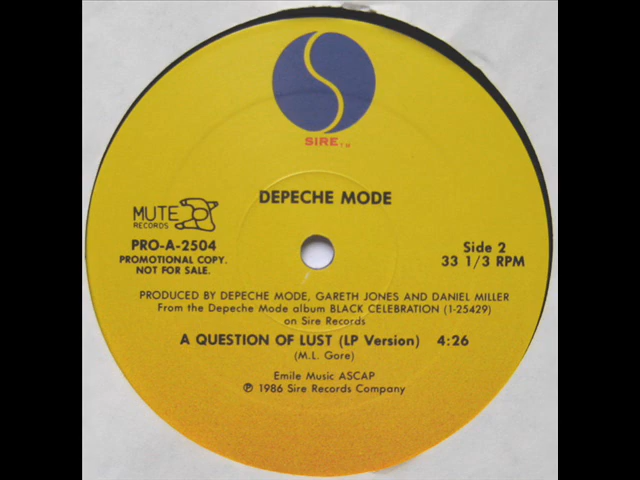 SIRE TM
DEPECHE MODE
MUTE
RECORDS
PRO-A-2504
PROMOTIONAL COPY.
NOT FOR SALE.
Side 2
33 1/3 RPM
PRODUCED BY DEPECHE MODE, GARETH JONES AND DANIEL MILLER
From the Depeche Mode album BLACK CELEBRATION (1-25429)
on Sire Records
A QUESTION OF LUST (LP Version) 4:26
(M.L. Gore)
Emile Music ASCAP
℗ 1986 Sire Records Company